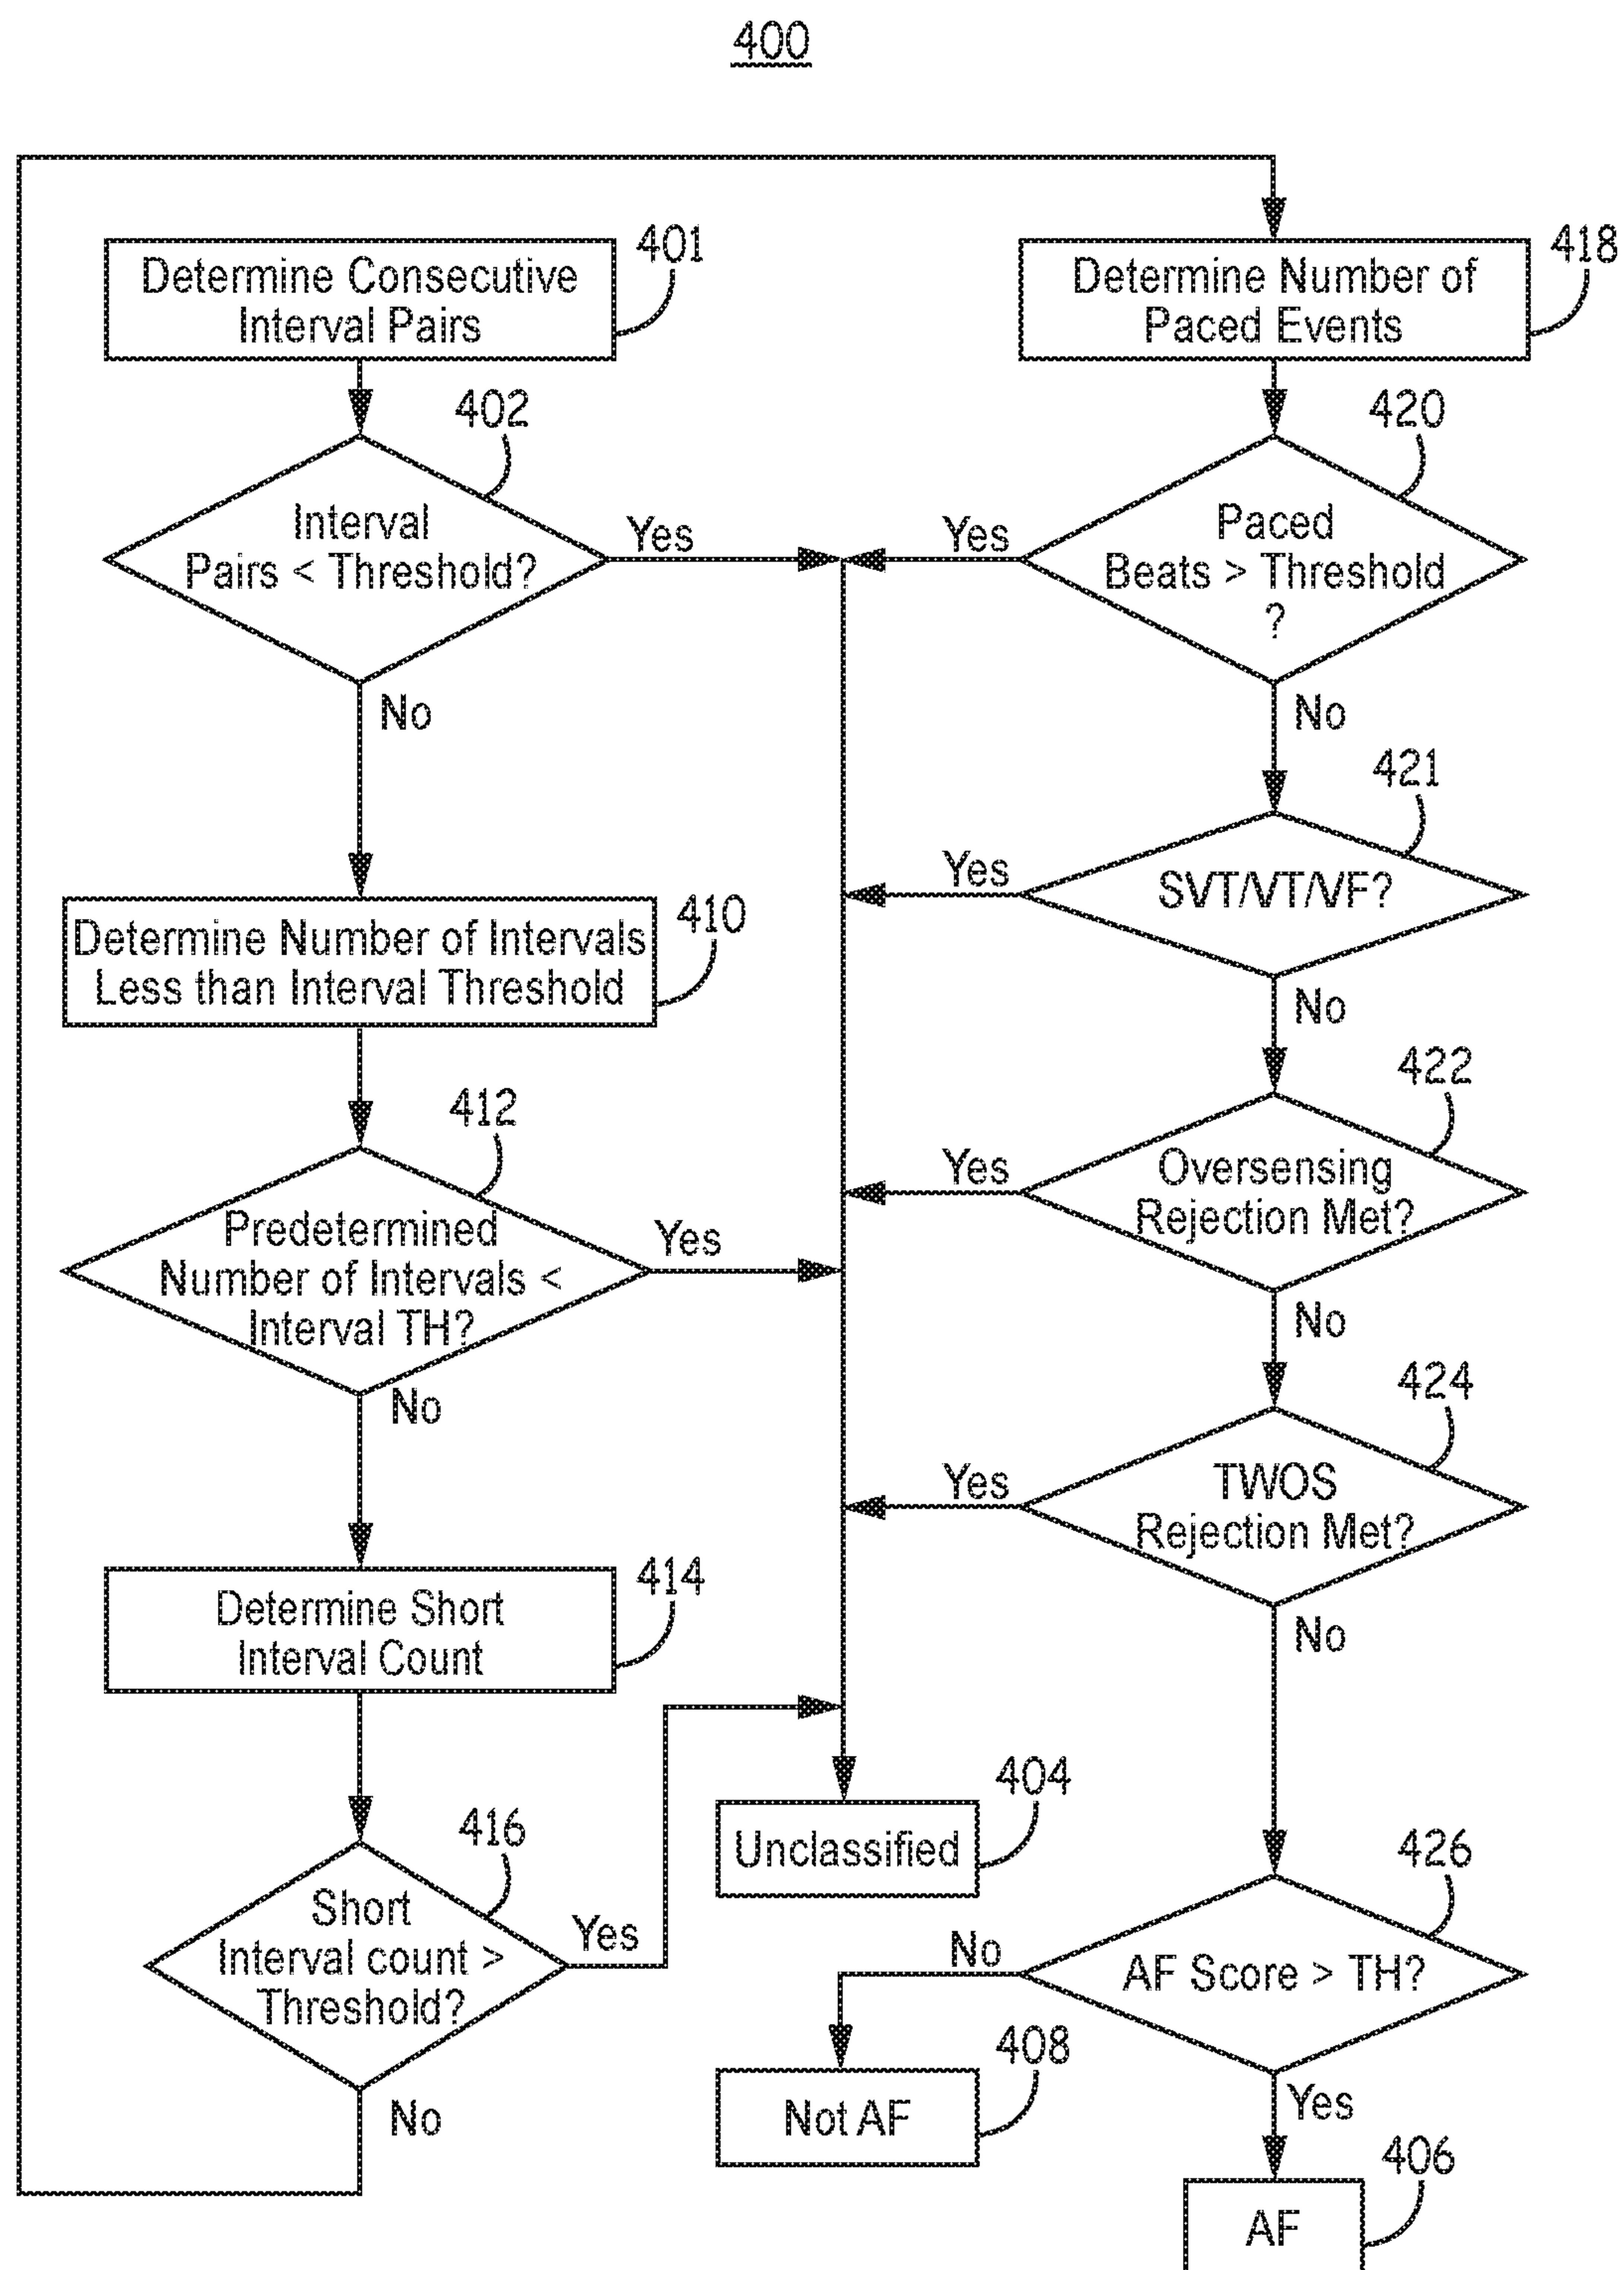 400
Determine Consecutive
Interval Pairs
401
402
Interval
Pairs < Threshold?
Yes
No
Determine Number of Intervals
Less than Interval Threshold
410
412
Predetermined
Number of Intervals <
Interval TH?
Yes
No
Determine Short
Interval Count
414
416
Short
Interval count >
Threshold?
Yes
No
Determine Number of
Paced Events
418
420
Paced
Beats > Threshold
?
Yes
No
421
SVT/VT/VF?
Yes
No
422
Oversensing
Rejection Met?
Yes
No
424
TWOS
Rejection Met?
Yes
No
Unclassified
404
426
AF Score > TH?
No
Yes
Not AF
408
AF
406